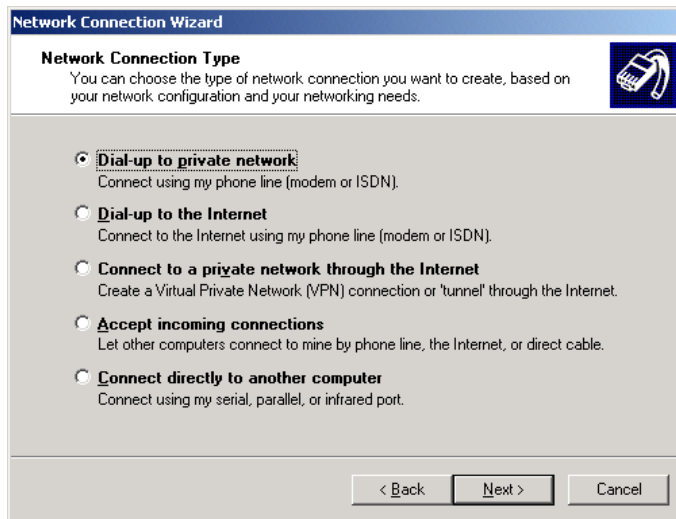 Network Connection Wizard
Network Connection Type
You can choose the type of network connection you want to create, based on
your network configuration and your networking needs.
Dial-up to private network
Connect using my phone line (modem or ISDN).
Dial-up to the Internet
Connect to the Internet using my phone line (modem or ISDN).
Connect to a private network through the Internet
Create a Virtual Private Network (VPN) connection or 'tunnel' through the Internet.
Accept incoming connections
Let other computers connect to mine by phone line, the Internet, or direct cable.
Connect directly to another computer
Connect using my serial, parallel, or infrared port.
< Back Next > Cancel